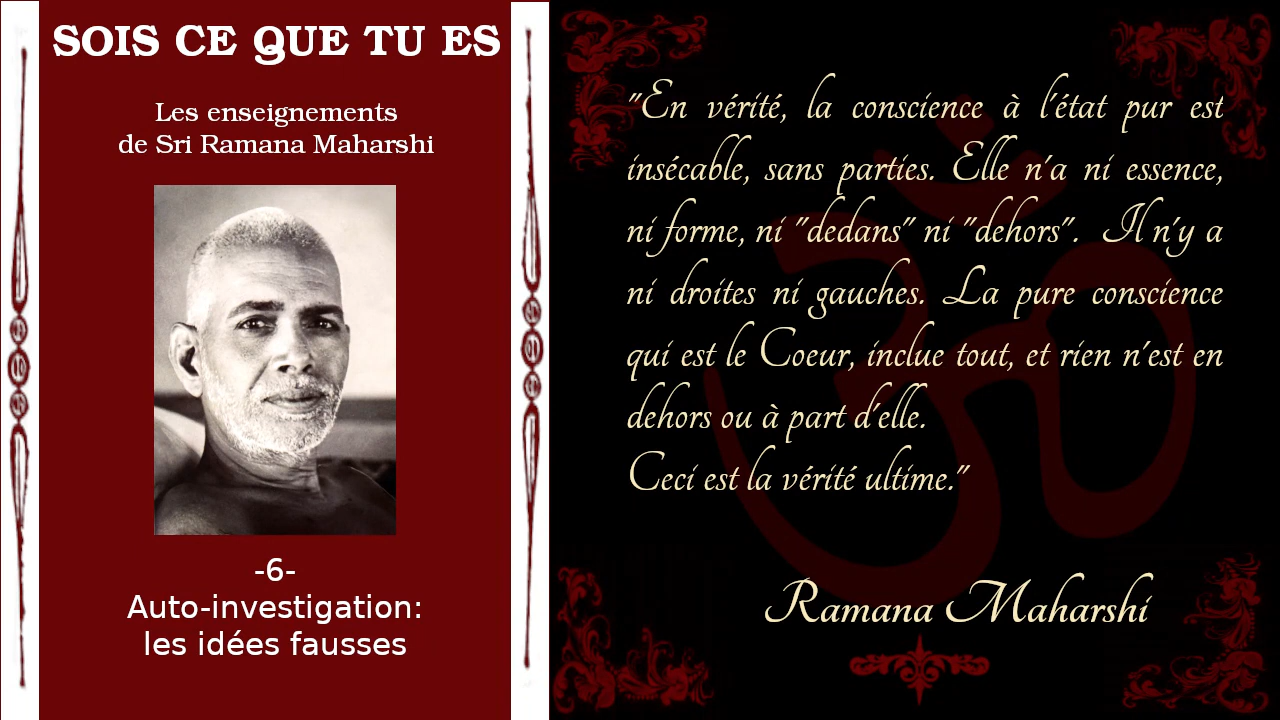 SOIS CE QUE TU ES
Les enseignements
de Sri Ramana Maharshi
-6-
Auto-investigation:
les idées fausses
"En vérité, la conscience à l'état pur est
insécable, sans parties. Elle n'a ni essence,
ni forme, ni "dedans" ni "dehors". Il n'y a
ni droites ni gauches. La pure conscience
qui est le Coeur, inclue tout, et rien n'est en
dehors ou à part d'elle.
Ceci est la vérité ultime."
Ramana Maharshi
ॐ